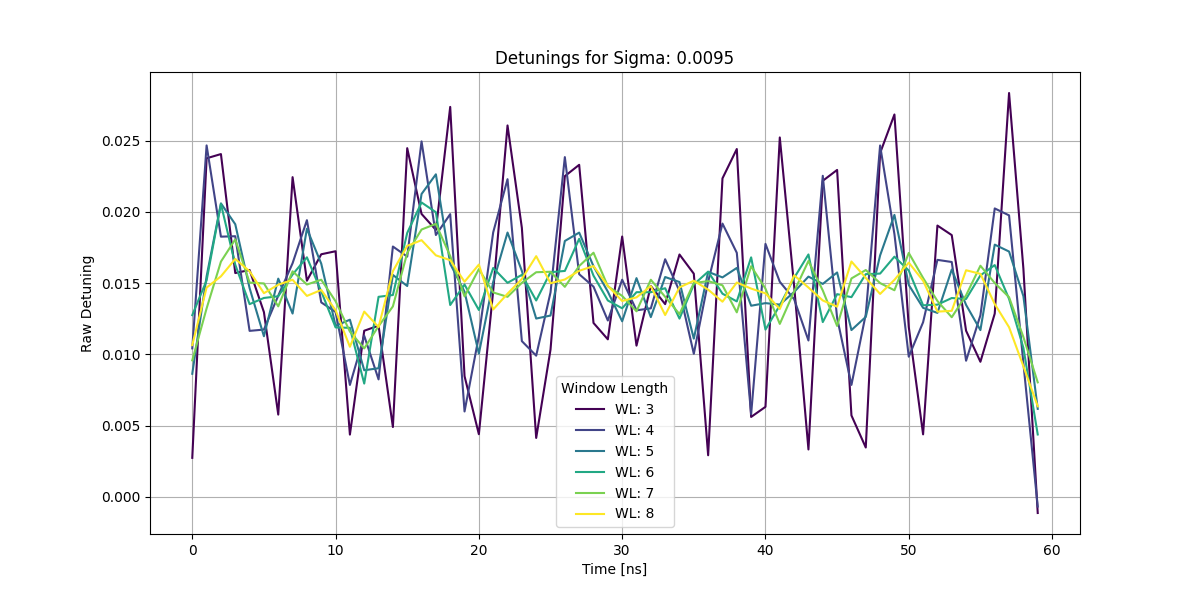 Detunings for Sigma: 0.0095
Raw Detuning
0.025
0.020
0.015
0.010
0.005
0.000
Window Length
WL: 3
WL: 4
WL: 5
WL: 6
WL: 7
WL: 8
0 10 20 30 40 50 60
Time [ns]